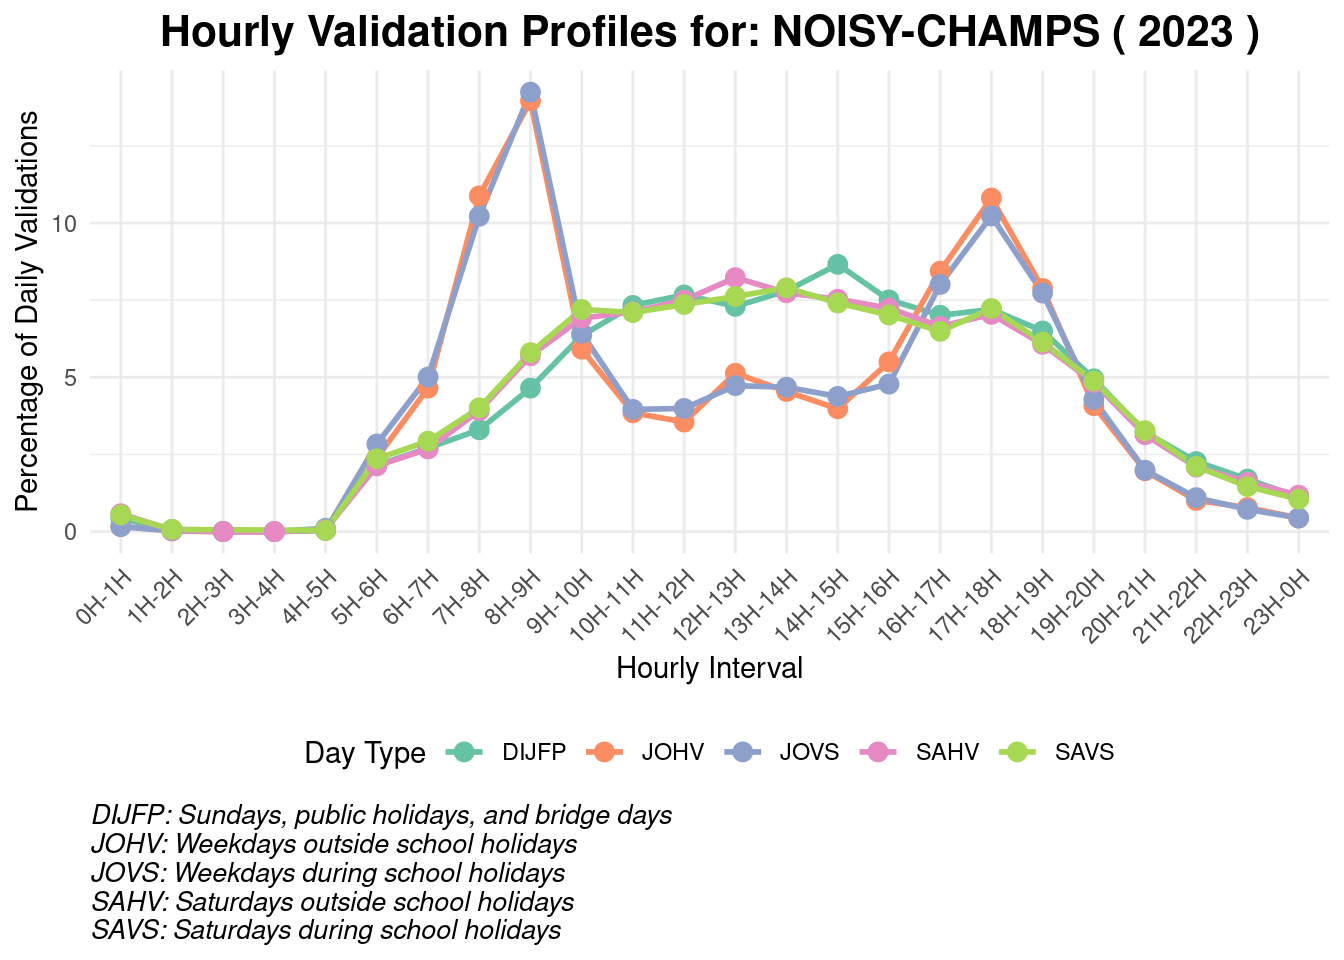 Hourly Validation Profiles for: NOISY-CHAMPS ( 2023 )
Percentage of Daily Validations
10
5
0
0H-1H
1H-2H
2H-3H
3H-4H
4H-5H
5H-6H
6H-7H
7H-8H
8H-9H
9H-10H
10H-11H
11H-12H
12H-13H
13H-14H
14H-15H
15H-16H
16H-17H
17H-18H
18H-19H
19H-20H
20H-21H
21H-22H
22H-23H
23H-0H
Hourly Interval
Day Type DIJFP JOHV JOVS SAHV SAVS
DIJFP: Sundays, public holidays, and bridge days
JOHV: Weekdays outside school holidays
JOVS: Weekdays during school holidays
SAHV: Saturdays outside school holidays
SAVS: Saturdays during school holidays